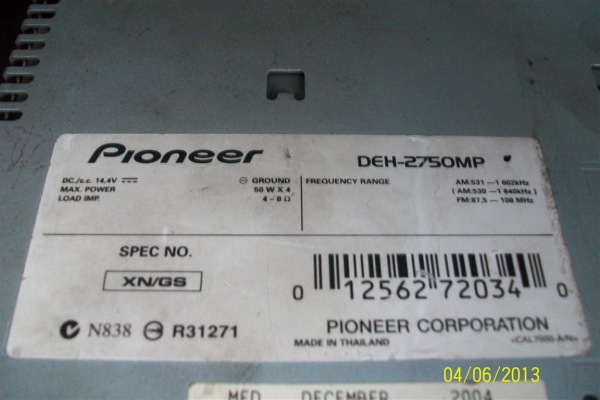 Pioneer DEH-2750MP
DC./c.c. 14.4V ⎓ ⊖ GROUND
MAX. POWER 50 W X 4
LOAD IMP. 4 – 8 Ω
FREQUENCY RANGE AM:531 —1 602kHz
( AM:530 —1 640kHz )
FM:87.5 — 108 MHz
SPEC NO.
XN/GS
N838 R31271
0 12562 72034 0
PIONEER CORPORATION
MADE IN THAILAND <CAL7000-A/N>
MFD. DECEMBER 2004
04/06/2013